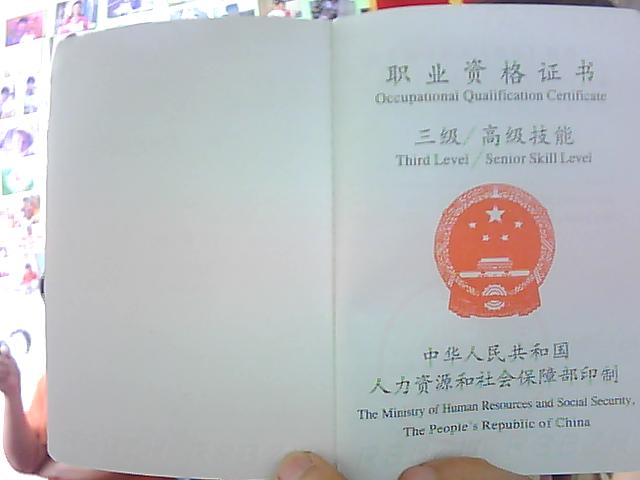 职业资格证书
Occupational Qualification Certificate
三级/高级技能
Third Level/Senior Skill Level
中华人民共和国
人力资源和社会保障部印制
The Ministry of Human Resources and Social Security,
The People's Republic of China